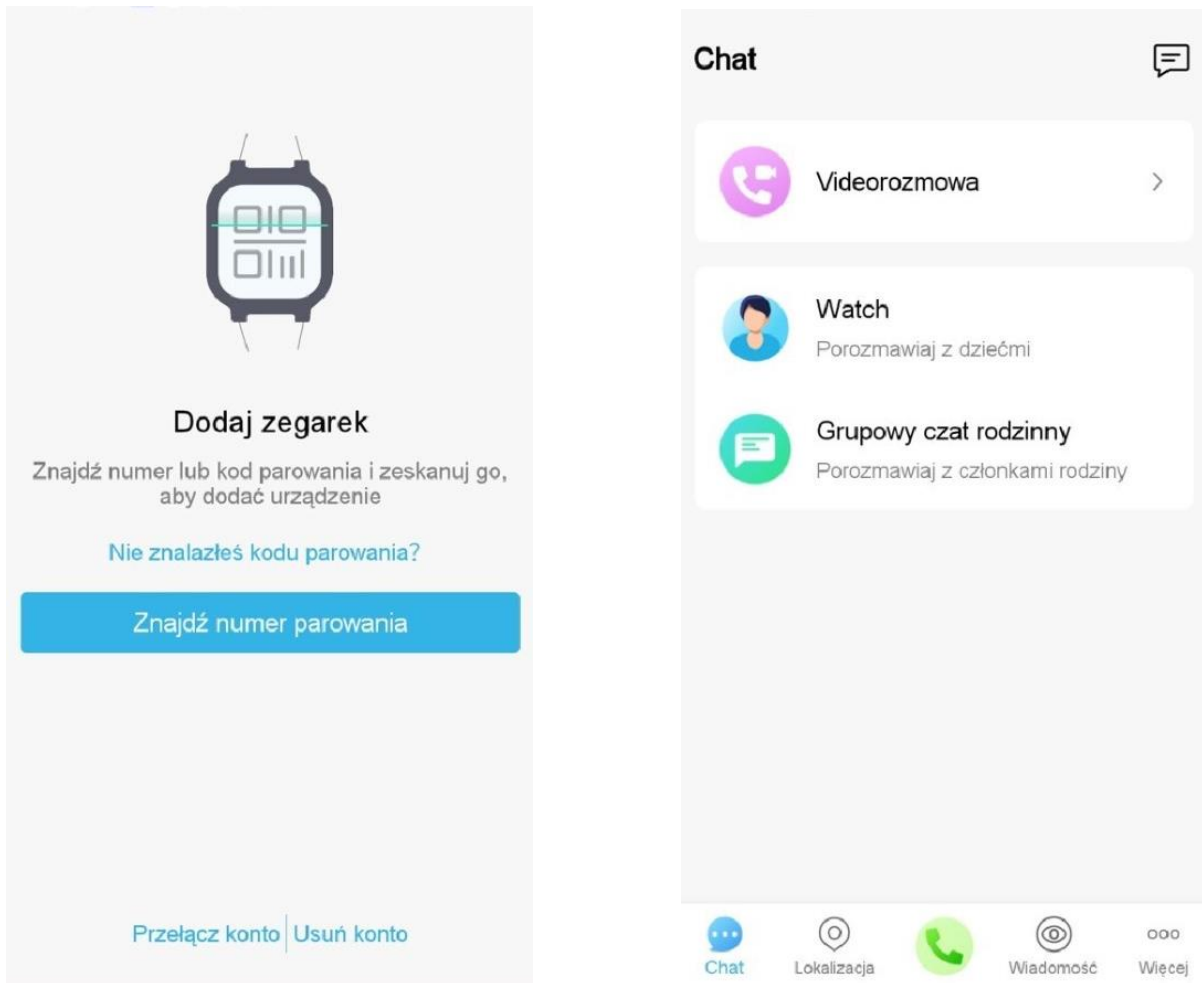 Dodaj zegarek
Znajdź numer lub kod parowania i zeskanuj go,
aby dodać urządzenie
Nie znalazłeś kodu parowania?
Znajdź numer parowania
Przełącz konto Usuń konto
Chat
Videorozmowa
Watch
Porozmawiaj z dziećmi
Grupowy czat rodzinny
Porozmawiaj z członkami rodziny
Chat Lokalizacja Wiadomość Więcej